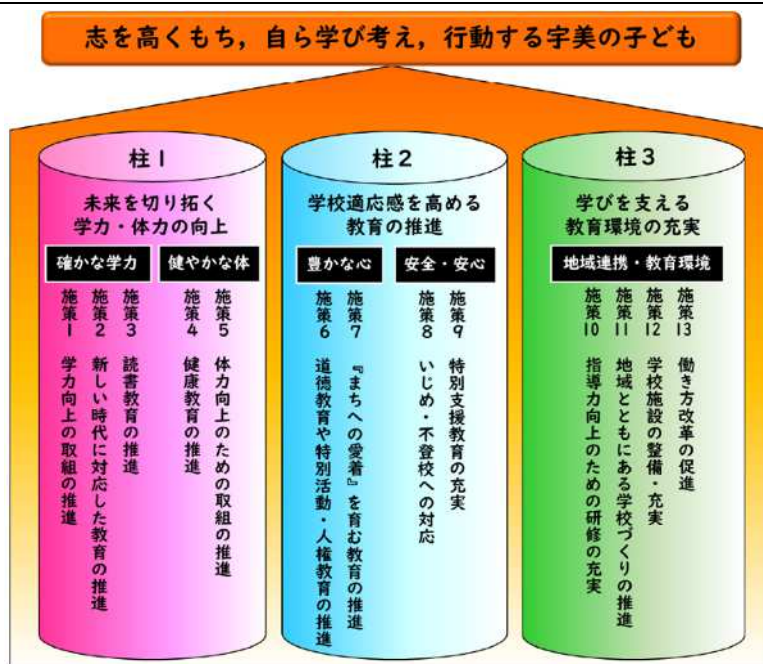 志を高くもち，自ら学び考え，行動する宇美の子ども
柱１
未来を切り拓く
学力・体力の向上
確かな学力
施策1 学力向上の取組の推進
施策2 新しい時代に対応した教育の推進
施策3 読書教育の推進
健やかな体
施策4 健康教育の推進
施策5 体力向上のための取組の推進
柱２
学校適応感を高める
教育の推進
豊かな心
施策6 道徳教育や特別活動・人権教育の推進
施策7 『まちへの愛着』を育む教育の推進
安全・安心
施策8 いじめ・不登校への対応
施策9 特別支援教育の充実
柱３
学びを支える
教育環境の充実
地域連携・教育環境
施策10 指導力向上のための研修の充実
施策11 地域とともにある学校づくりの推進
施策12 学校施設の整備・充実
施策13 働き方改革の促進